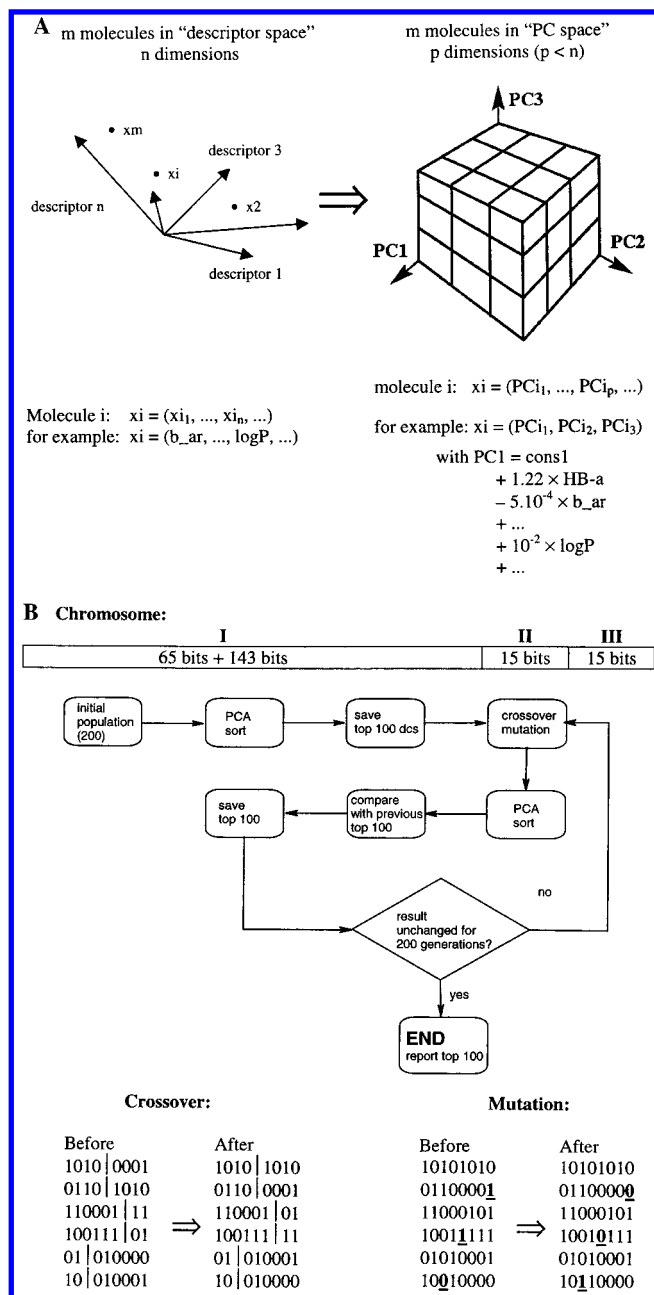 A m molecules in “descriptor space”
n dimensions
m molecules in “PC space”
p dimensions (p < n)
PC3
xm
descriptor 3
xi
x2
descriptor n
descriptor 1
PC1
PC2
Molecule i: xi = (xi₁, ..., xiₙ, ...)
for example: xi = (b_ar, ..., logP, ...)
molecule i: xi = (PCi₁, ..., PCiₚ, ...)
for example: xi = (PCi₁, PCi₂, PCi₃)
with PC1 = cons1
+ 1.22 × HB-a
– 5.10⁻⁴ × b_ar
+ ...
+ 10⁻² × logP
+ ...
B Chromosome:
I II III
65 bits + 143 bits 15 bits 15 bits
initial
population
(200)
PCA
sort
save
top 100 dcs
crossover
mutation
save
top 100
compare
with previous
top 100
PCA
sort
result
unchanged for
200 generations?
no
yes
END
report top 100
Crossover:
Before After
1010|0001 1010|1010
0110|1010 0110|0001
110001|11 110001|01
100111|01 ⇒ 100111|11
01|010000 01|010001
10|010001 10|010000
Mutation:
Before After
10101010 10101010
01100001 01100000
11000101 11000101
10011111 ⇒ 10010111
01010001 01010001
10010000 10110000